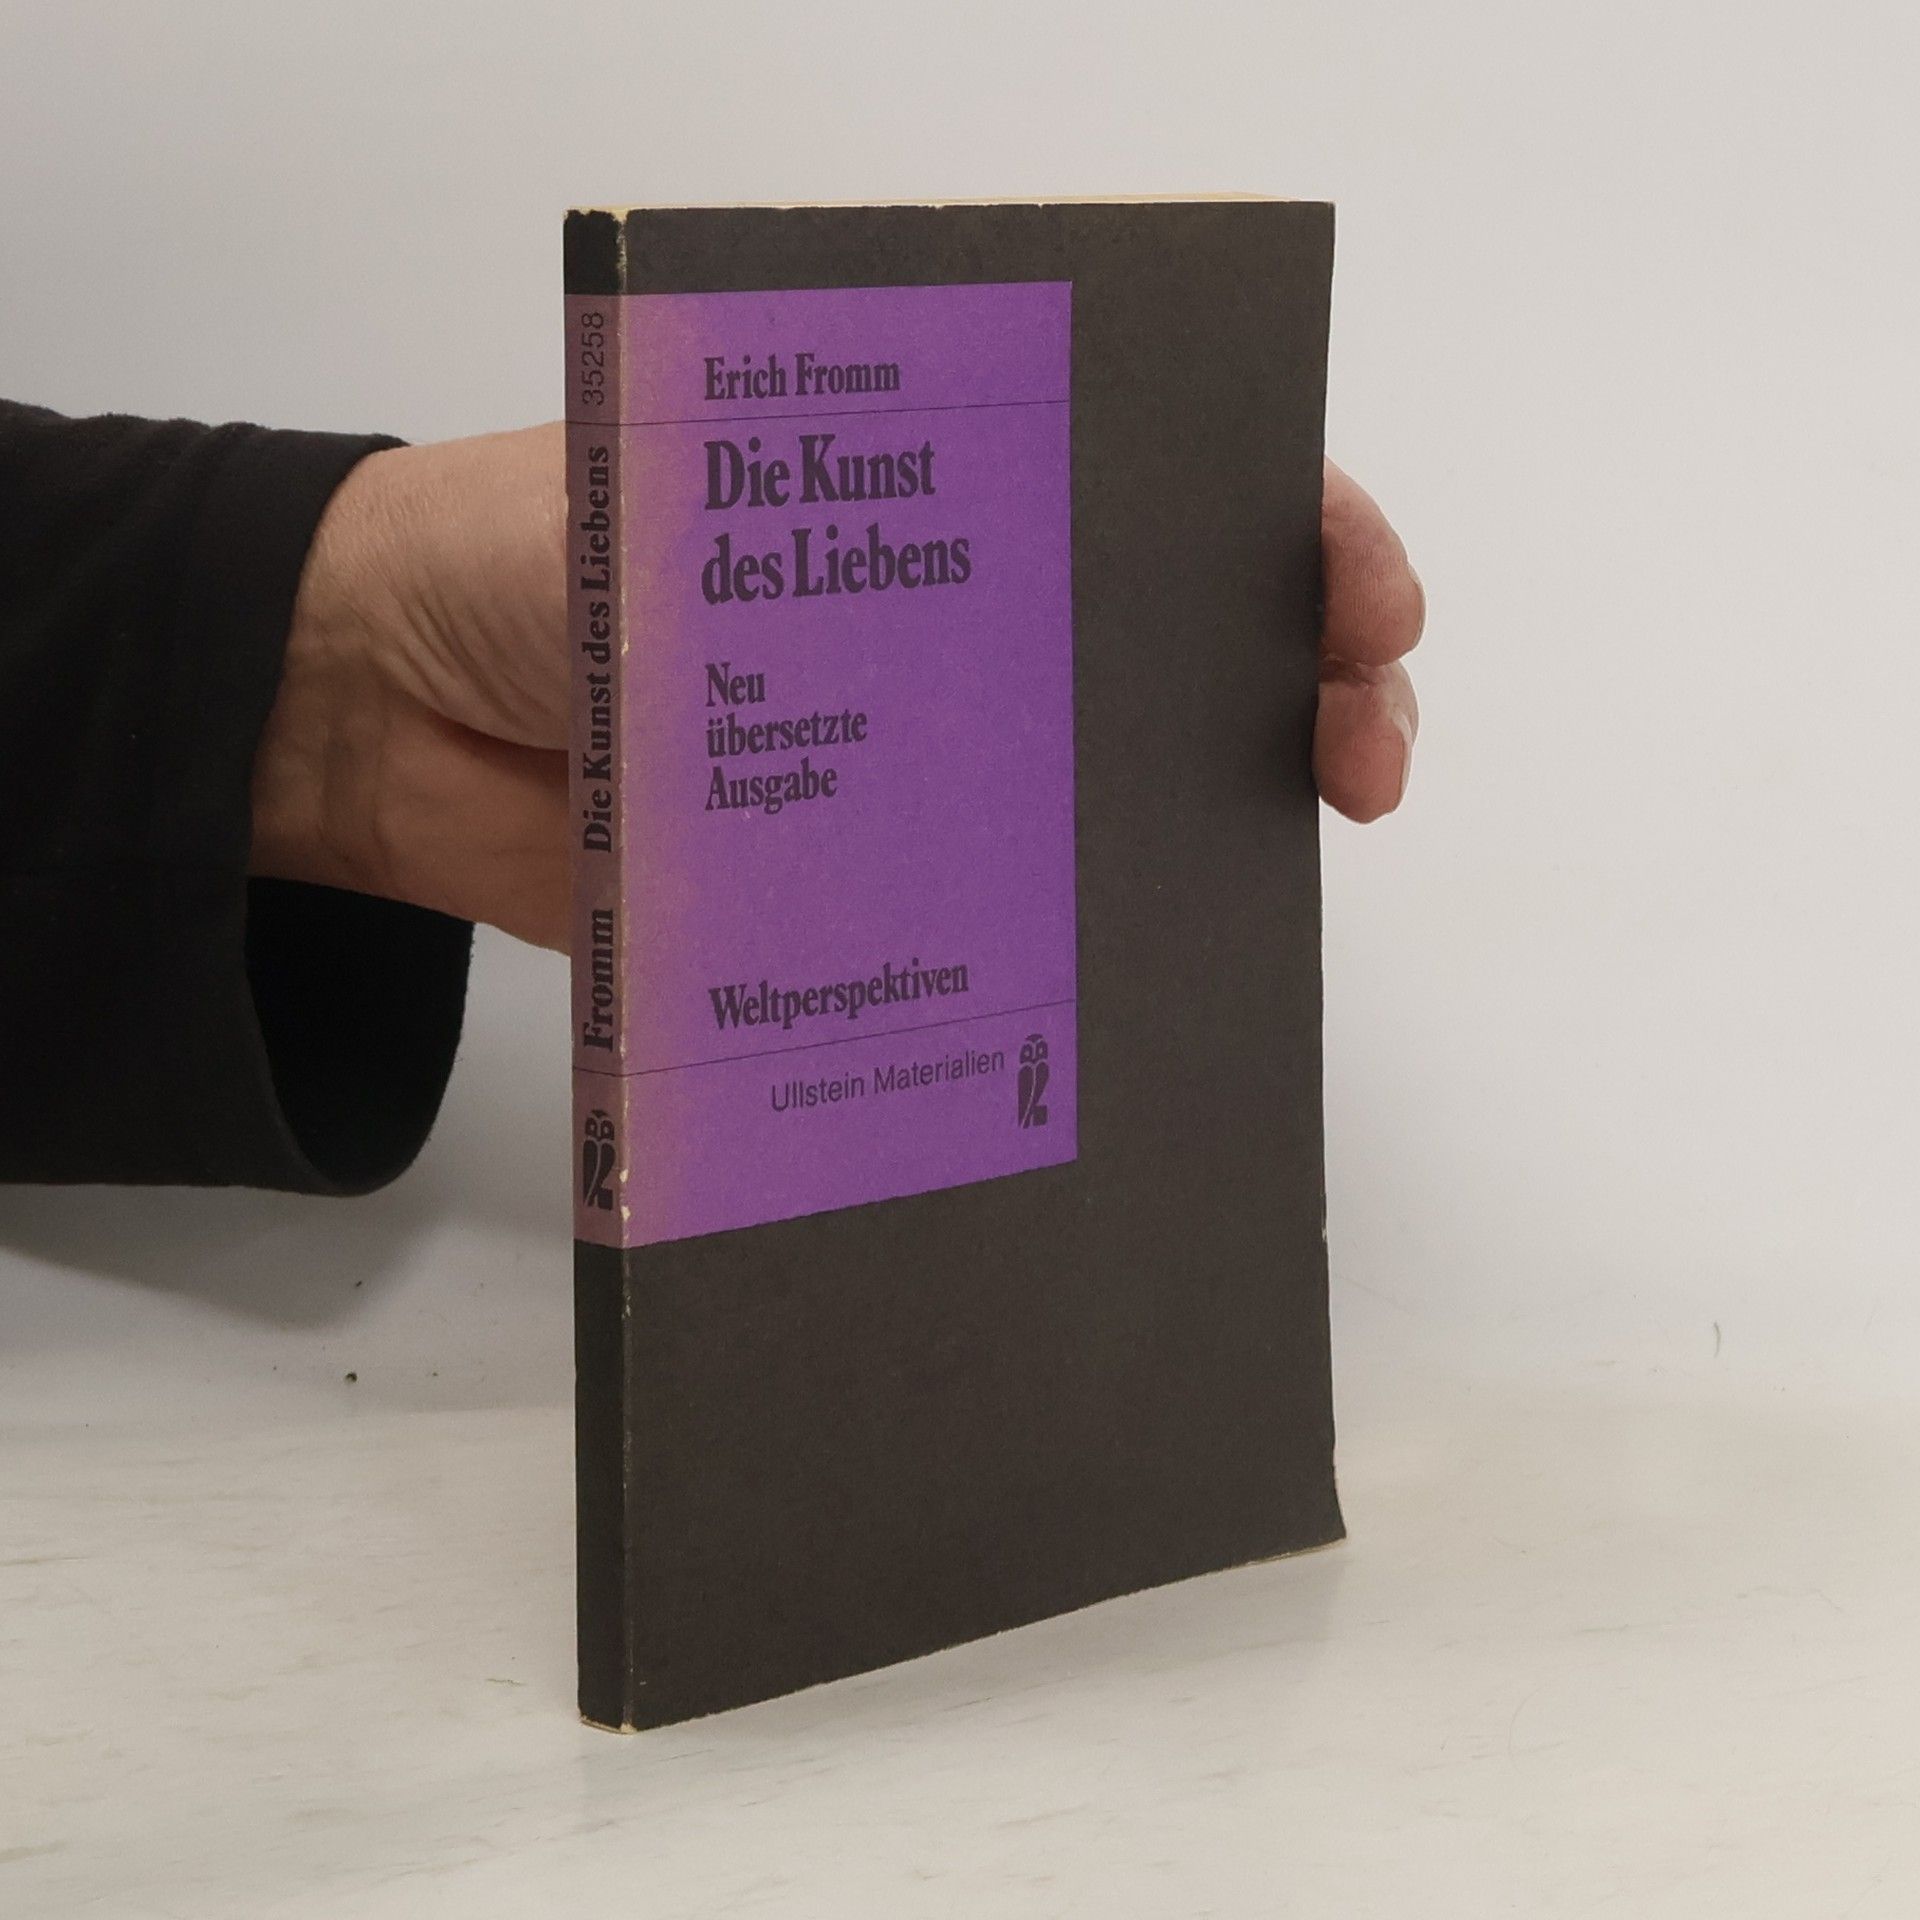 Erich Fromm
Die Kunst
des Liebens
Neu
übersetzte
Ausgabe
Weltperspektiven
Ullstein Materialien
Fromm Die Kunst des Liebens 35258